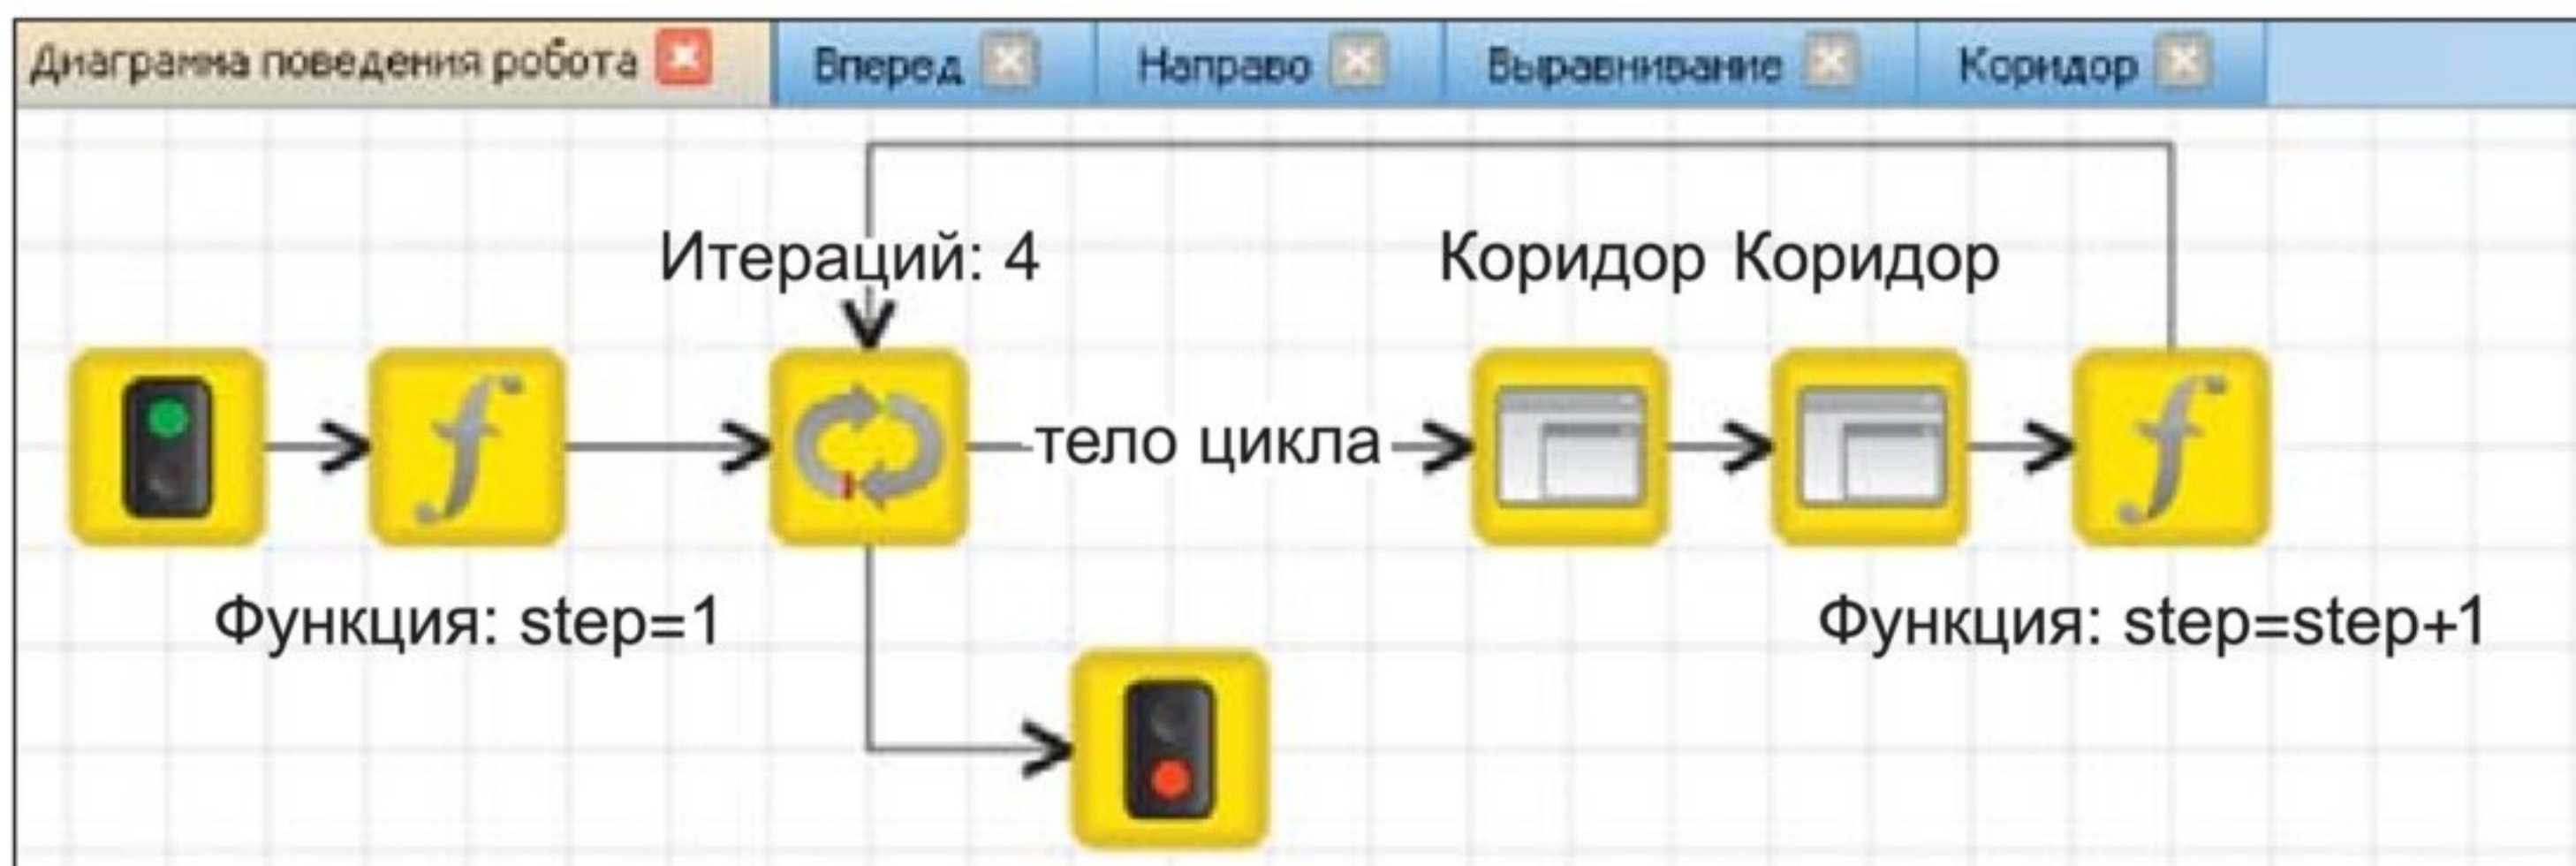 Диаграмма поведения робота
Вперед
Направо
Выравнивание
Коридор
Итераций: 4
Коридор Коридор
тело цикла
Функция: step=1
Функция: step=step+1